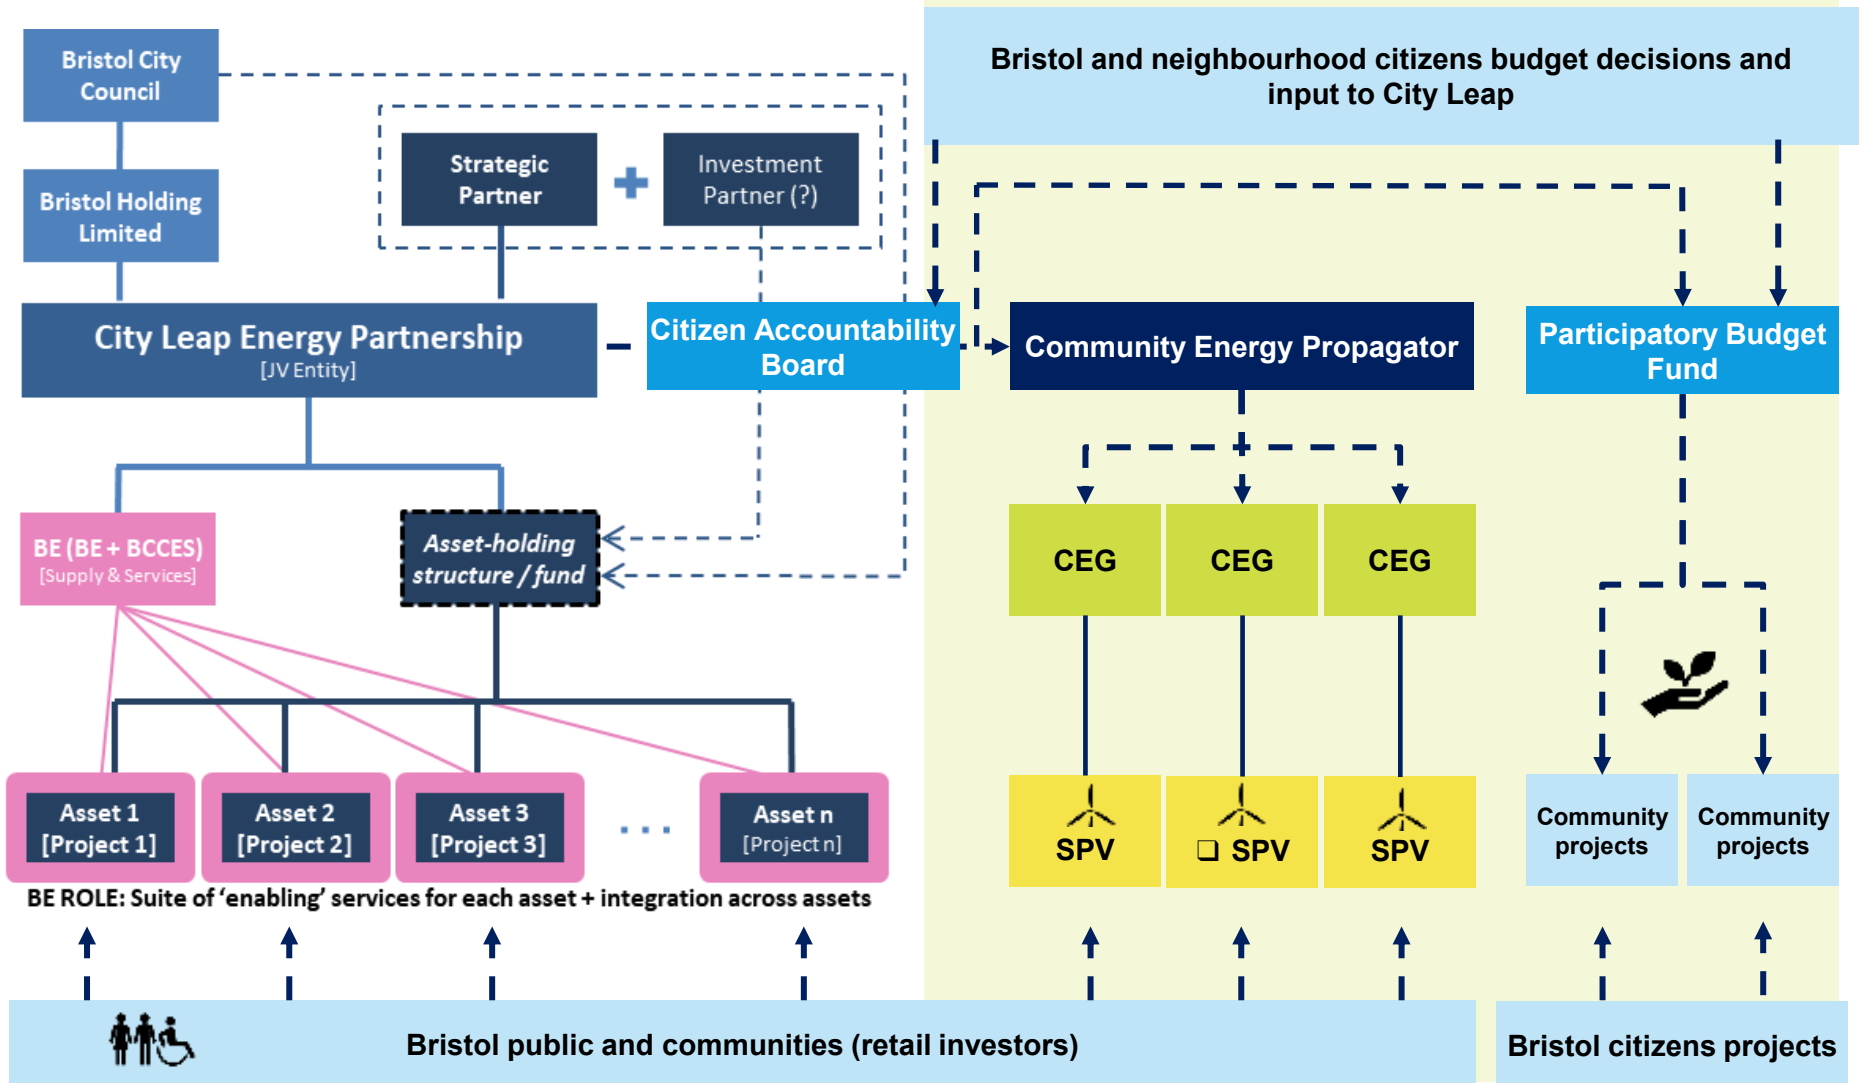 Bristol City
Council
Bristol and neighbourhood citizens budget decisions and
input to City Leap
Strategic
Partner
Investment
Partner (?)
Bristol Holding
Limited
City Leap Energy Partnership
[JV Entity]
Citizen Accountability
Board
Community Energy Propagator
Participatory Budget
Fund
BE (BE + BCCES)
[Supply & Services]
Asset-holding
structure / fund
CEG
CEG
CEG
Asset 1
[Project 1]
Asset 2
[Project 2]
Asset 3
[Project 3]
...
Asset n
[Project n]
SPV
❑ SPV
SPV
Community
projects
Community
projects
BE ROLE: Suite of ‘enabling’ services for each asset + integration across assets
Bristol public and communities (retail investors)
Bristol citizens projects